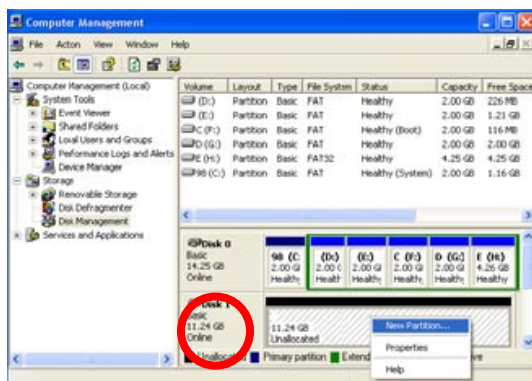 Computer Management
File Acton View Window Help
Computer Management (Local)
System Tools
Event Viewer
Shared Folders
Local Users and Groups
Performance Logs and Alerts
Device Manager
Storage
Removable Storage
Disk Defragmenter
Disk Management
Services and Applications
Volume Layout Type File System Status Capacity Free Space
(D:) Partition Basic FAT Healthy 2.00 GB 226 MB
(E:) Partition Basic FAT Healthy 2.00 GB 1.21 GB
C (F:) Partition Basic FAT Healthy (Boot) 2.00 GB 116 MB
D (G:) Partition Basic FAT Healthy 2.00 GB 2.00 GB
E (H:) Partition Basic FAT32 Healthy 4.25 GB 4.25 GB
98 (C:) Partition Basic FAT Healthy (System) 2.00 GB 1.16 GB
Disk 0
Basic
14.25 GB
Online
98 (C
2.00 G
Health
(D:)
2.00 G
Health
(E:)
2.00 G
Health
C (F:)
2.00 G
Health
D (G:)
2.00 G
Health
E (H:)
4.26 GB
Healthy
Disk 1
Basic
11.24 GB
Online
11.24 GB
Unallocated
New Partition...
Properties
Help
Unallocated Primary partition Extend